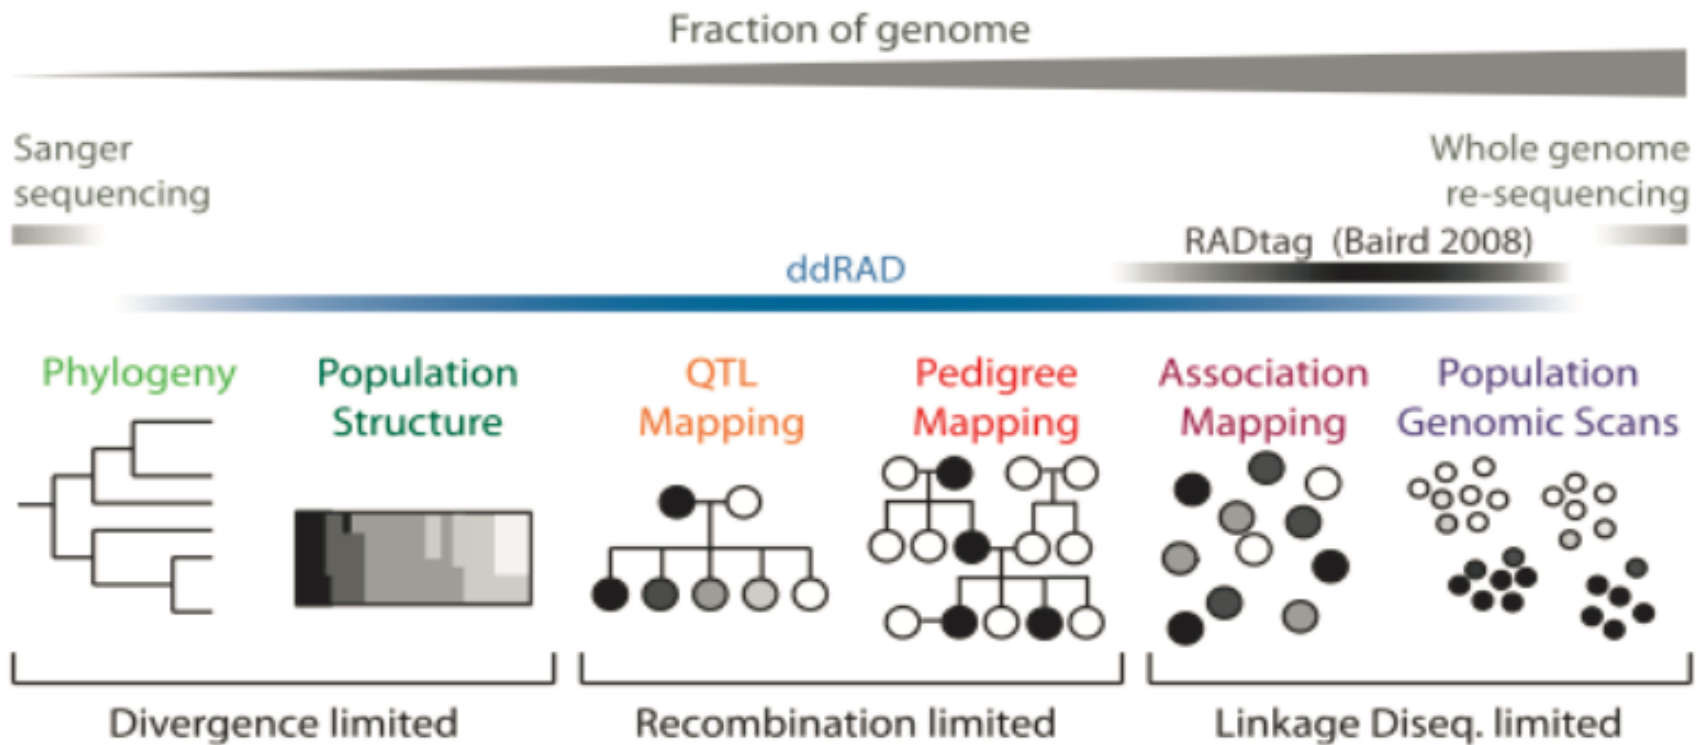 Fraction of genome
Sanger
sequencing
Whole genome
re-sequencing
RADtag (Baird 2008)
ddRAD
Phylogeny
Population
Structure
QTL
Mapping
Pedigree
Mapping
Association
Mapping
Population
Genomic Scans
Divergence limited
Recombination limited
Linkage Diseq. limited